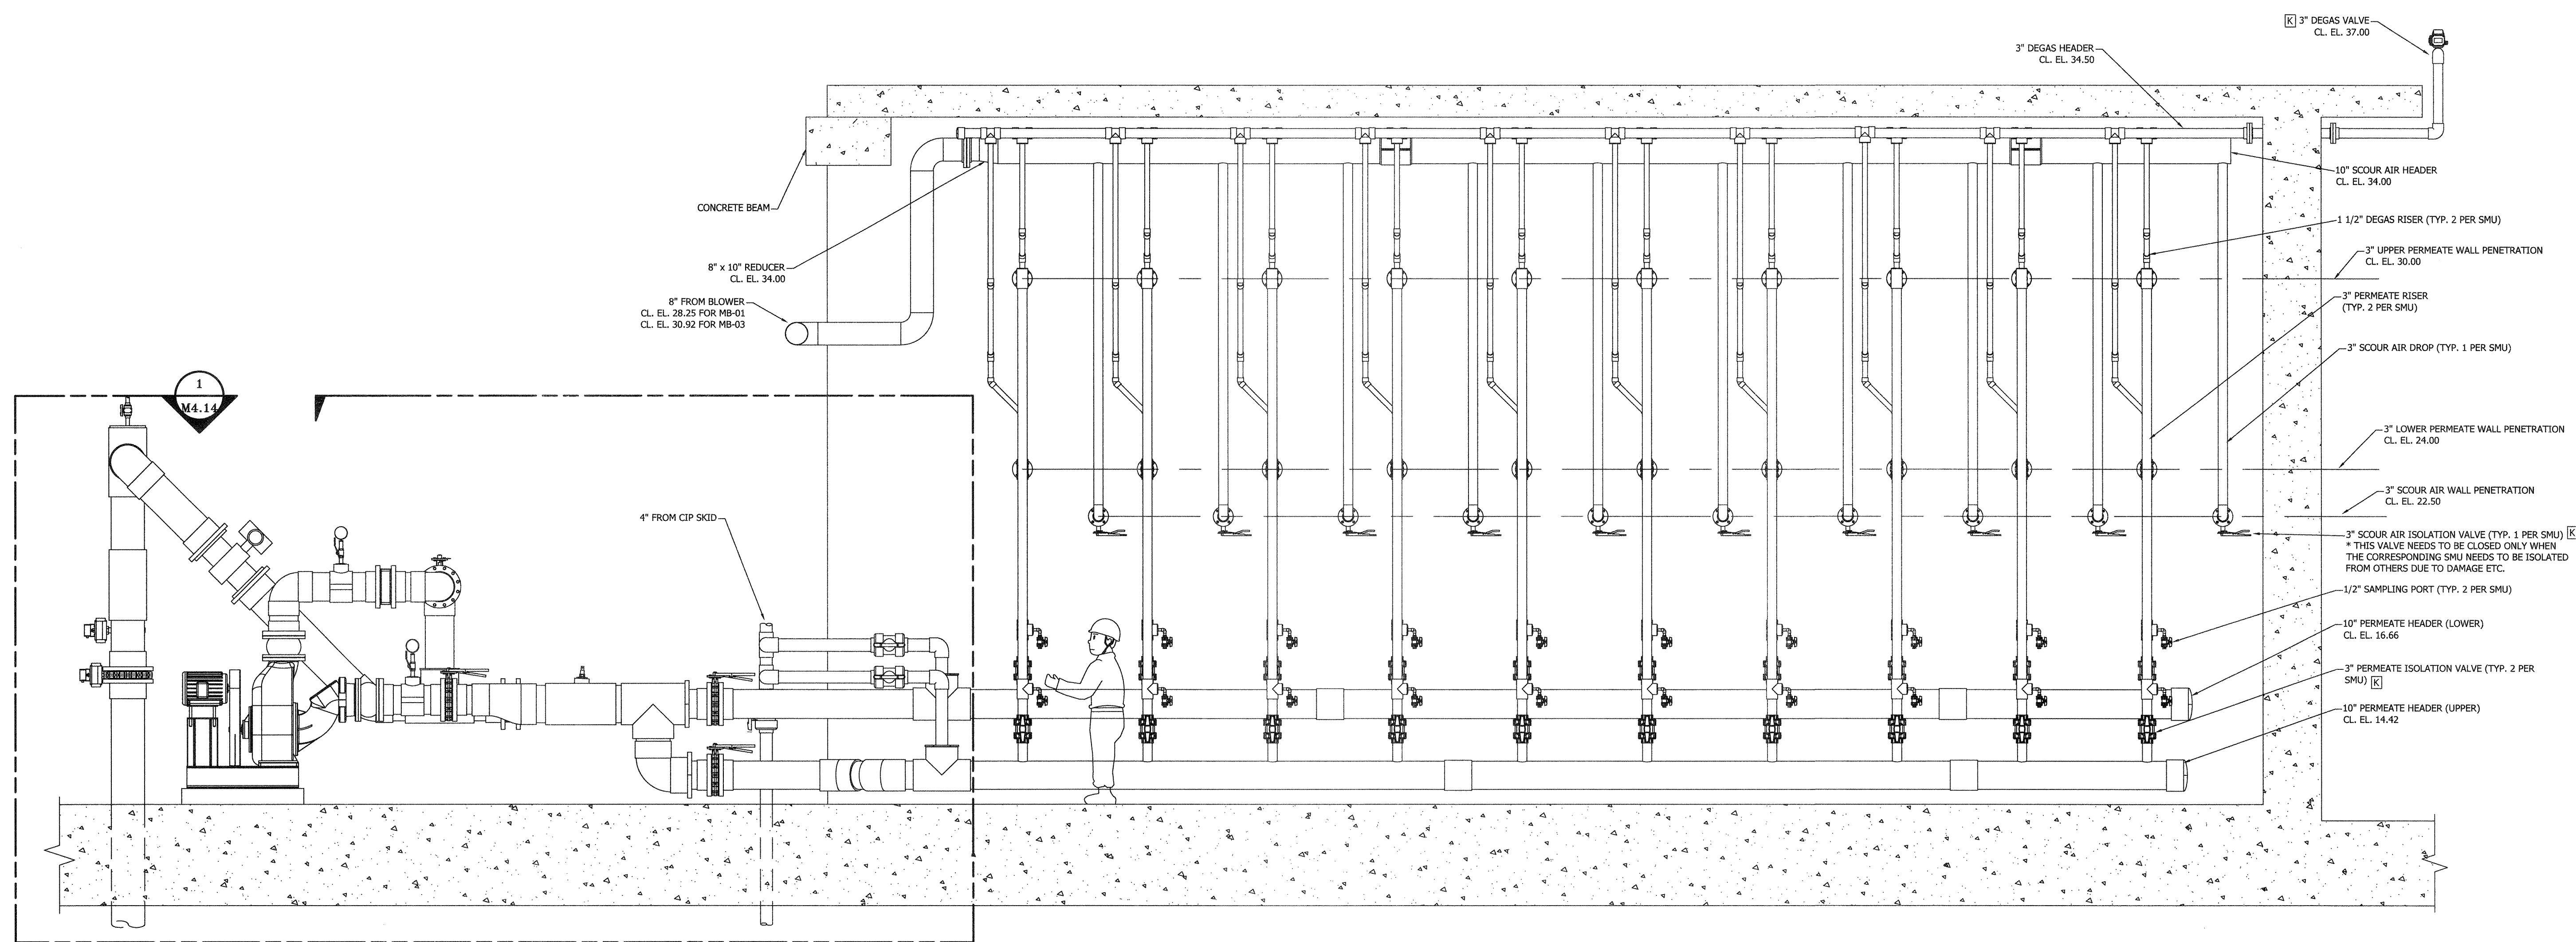 K 3" DEGAS VALVE
CL. EL. 37.00
3" DEGAS HEADER
CL. EL. 34.50
10" SCOUR AIR HEADER
CL. EL. 34.00
CONCRETE BEAM
1 1/2" DEGAS RISER (TYP. 2 PER SMU)
3" UPPER PERMEATE WALL PENETRATION
CL. EL. 30.00
8" x 10" REDUCER
CL. EL. 34.00
8" FROM BLOWER
CL. EL. 28.25 FOR MB-01
CL. EL. 30.92 FOR MB-03
3" PERMEATE RISER
(TYP. 2 PER SMU)
3" SCOUR AIR DROP (TYP. 1 PER SMU)
1
M4.14
3" LOWER PERMEATE WALL PENETRATION
CL. EL. 24.00
3" SCOUR AIR WALL PENETRATION
CL. EL. 22.50
4" FROM CIP SKID
3" SCOUR AIR ISOLATION VALVE (TYP. 1 PER SMU) K
* THIS VALVE NEEDS TO BE CLOSED ONLY WHEN
THE CORRESPONDING SMU NEEDS TO BE ISOLATED
FROM OTHERS DUE TO DAMAGE ETC.
1/2" SAMPLING PORT (TYP. 2 PER SMU)
10" PERMEATE HEADER (LOWER)
CL. EL. 16.66
3" PERMEATE ISOLATION VALVE (TYP. 2 PER
SMU) K
10" PERMEATE HEADER (UPPER)
CL. EL. 14.42